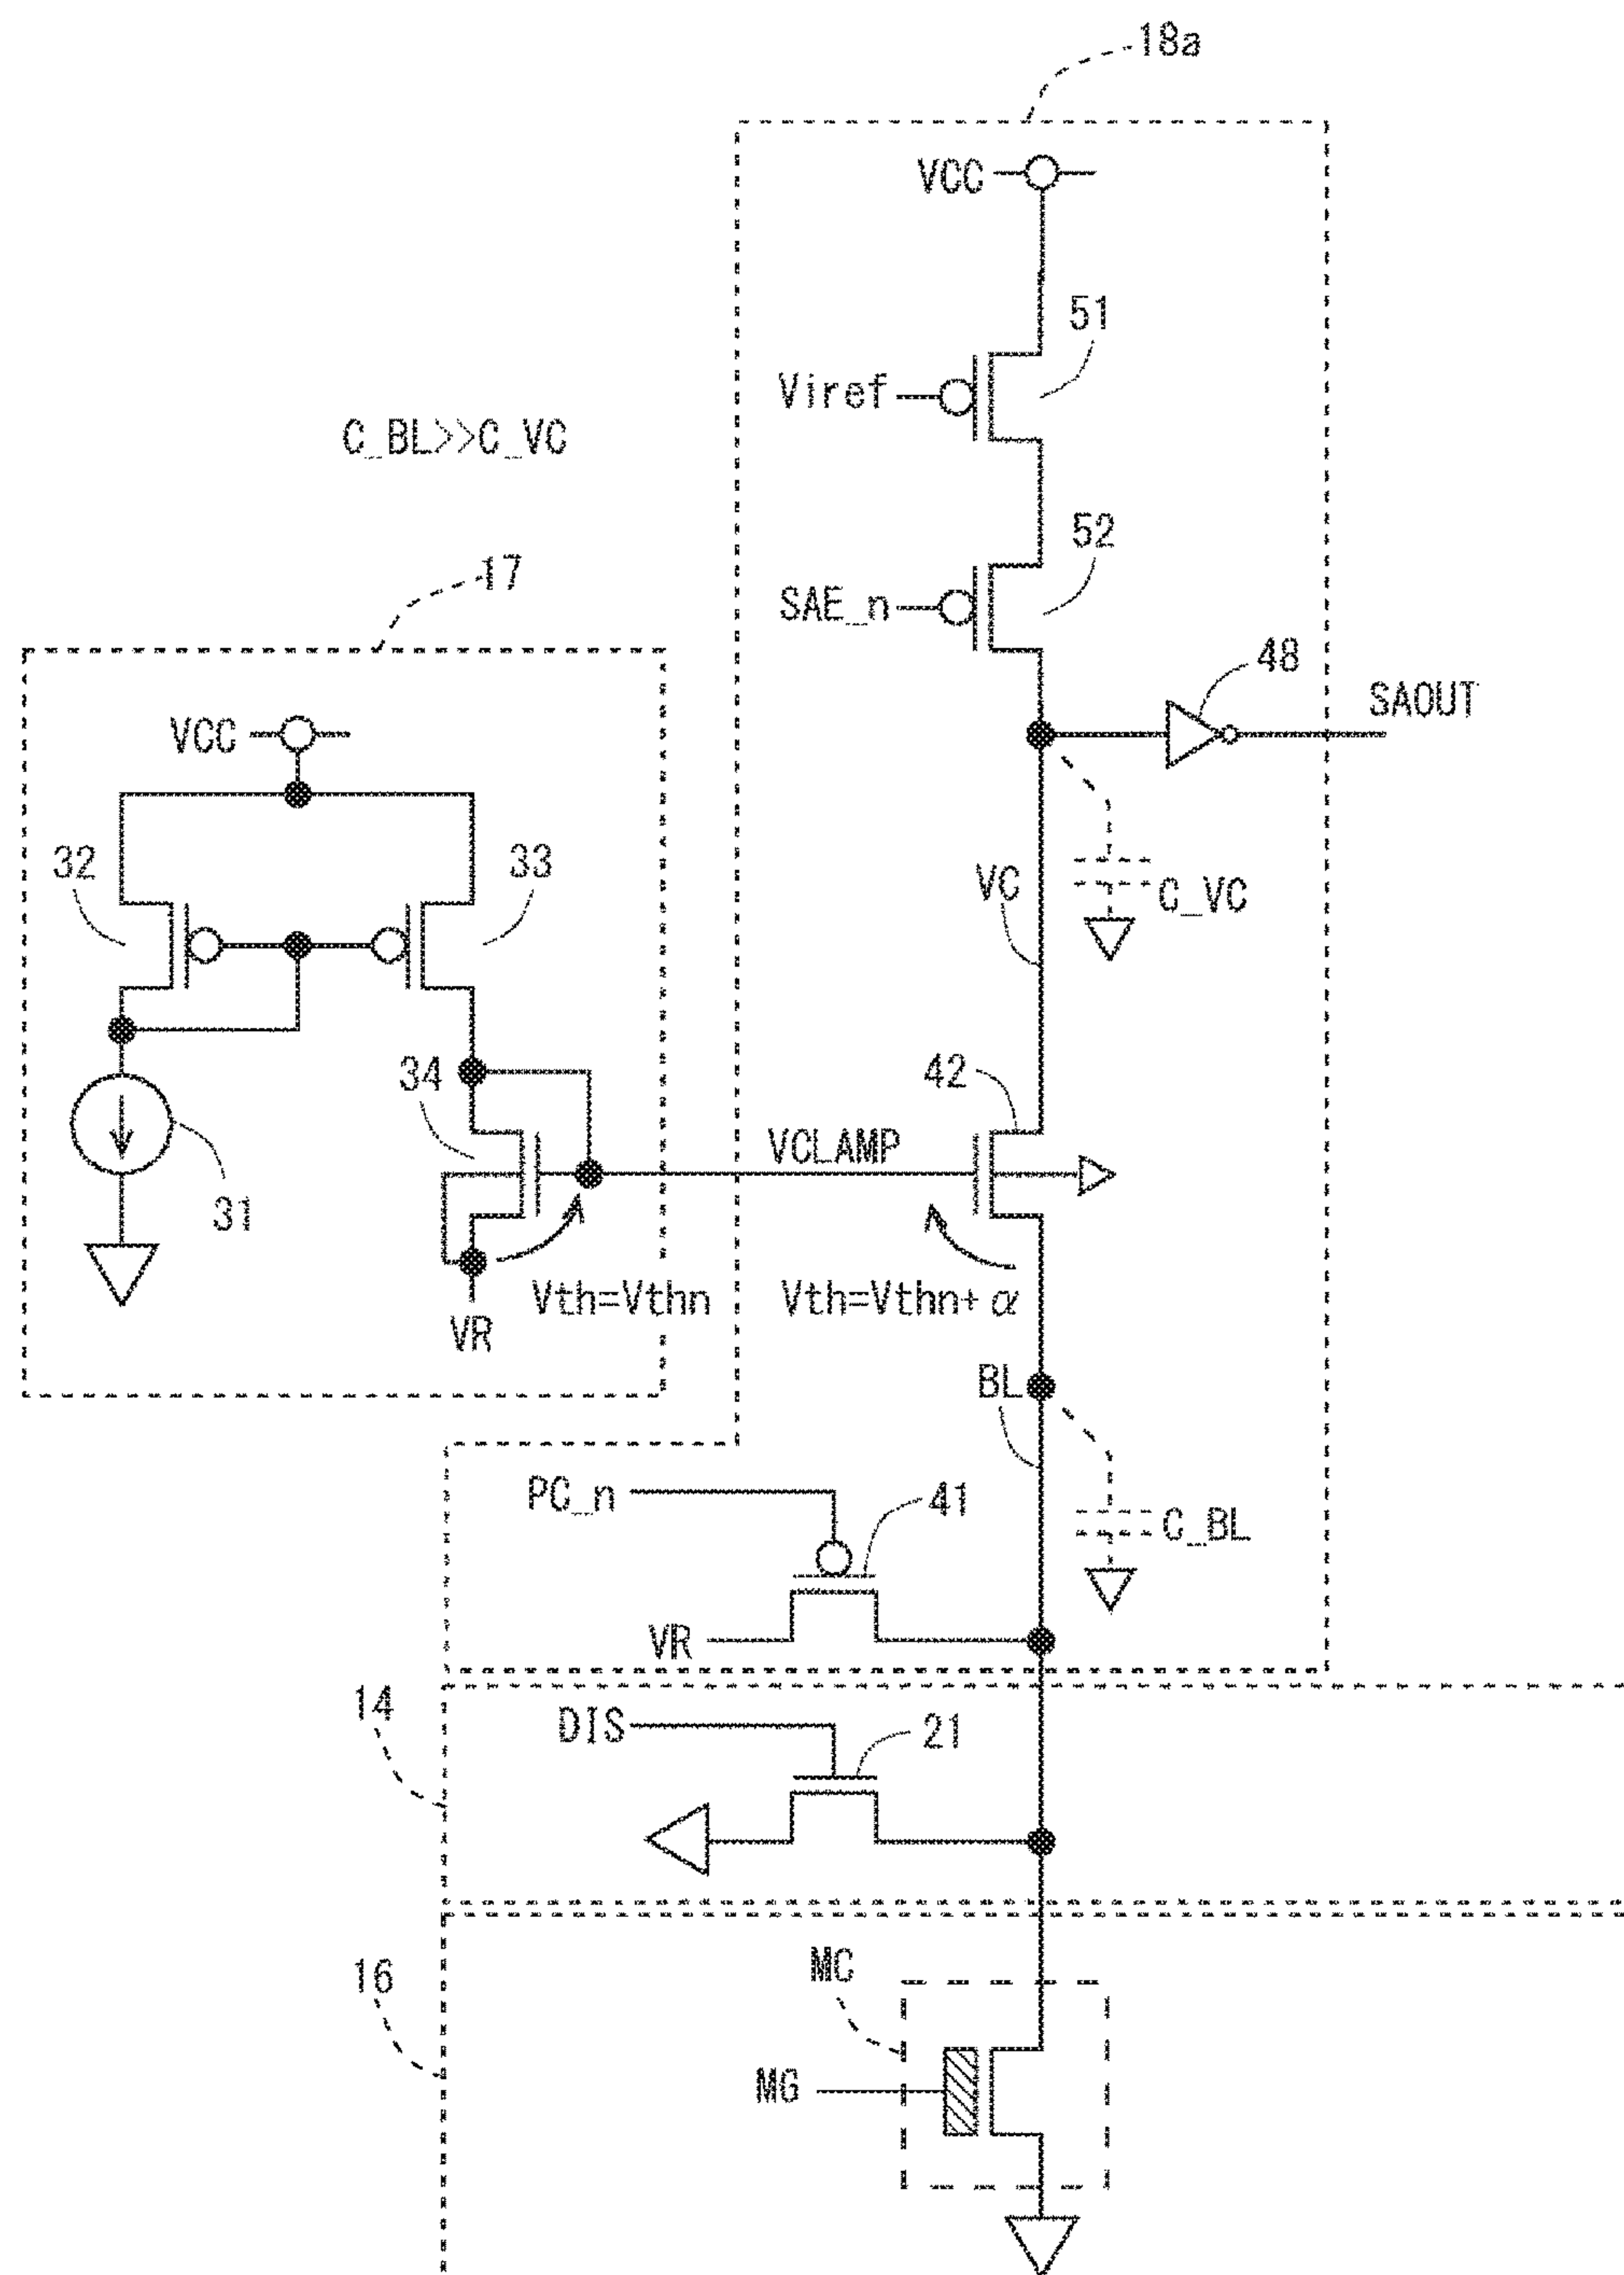 18a
VCC
51
Viref
C_BL>>C_VC
52
17
SAE_n
48
SAOUT
VCC
32
33
VC
C_VC
34
42
VCLAMP
31
Vth=Vthn
Vth=Vthn+α
VR
BL
PC_n
41
C_BL
VR
14
DIS
21
16
MC
MG